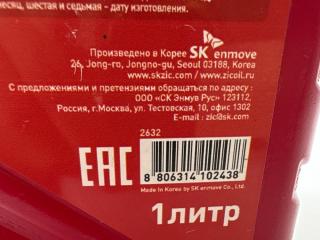 месяц, шестая и седьмая - дату изготовления.
Произведено в Корее SK enmove
26, Jong-ro, Jongno-gu, Seoul 03188, Korea
www.skzic.com, www.zicoil.ru
С предложениями и претензиями обращаться по адресу :
ООО «СК Энмув Рус» 123112,
Россия, г.Москва, ул. Тестовская, 10, офис 1302
E-mail : zic@sk.com
2632
EAC
8 806314 102438
Made In Korea by SK enmove Co., Ltd.
1литр